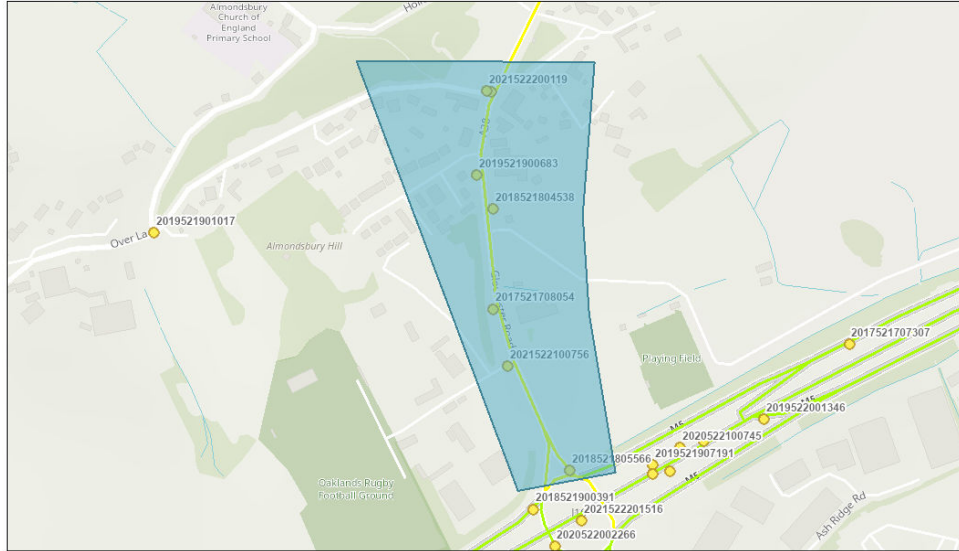 Almondsbury
Church of
England
Primary School
2021522200119
2019521900683
2018521804538
2019521901017
Over La
Almondsbury Hill
2017521708054
2017521707307
2021522100756
Playing Field
2019522001346
M5
2020522100745
2019521907191
2018521805566
M5
Oaklands Rugby
Football Ground
2018521900391
2021522201516
2020522002266
Ash Ridge Rd